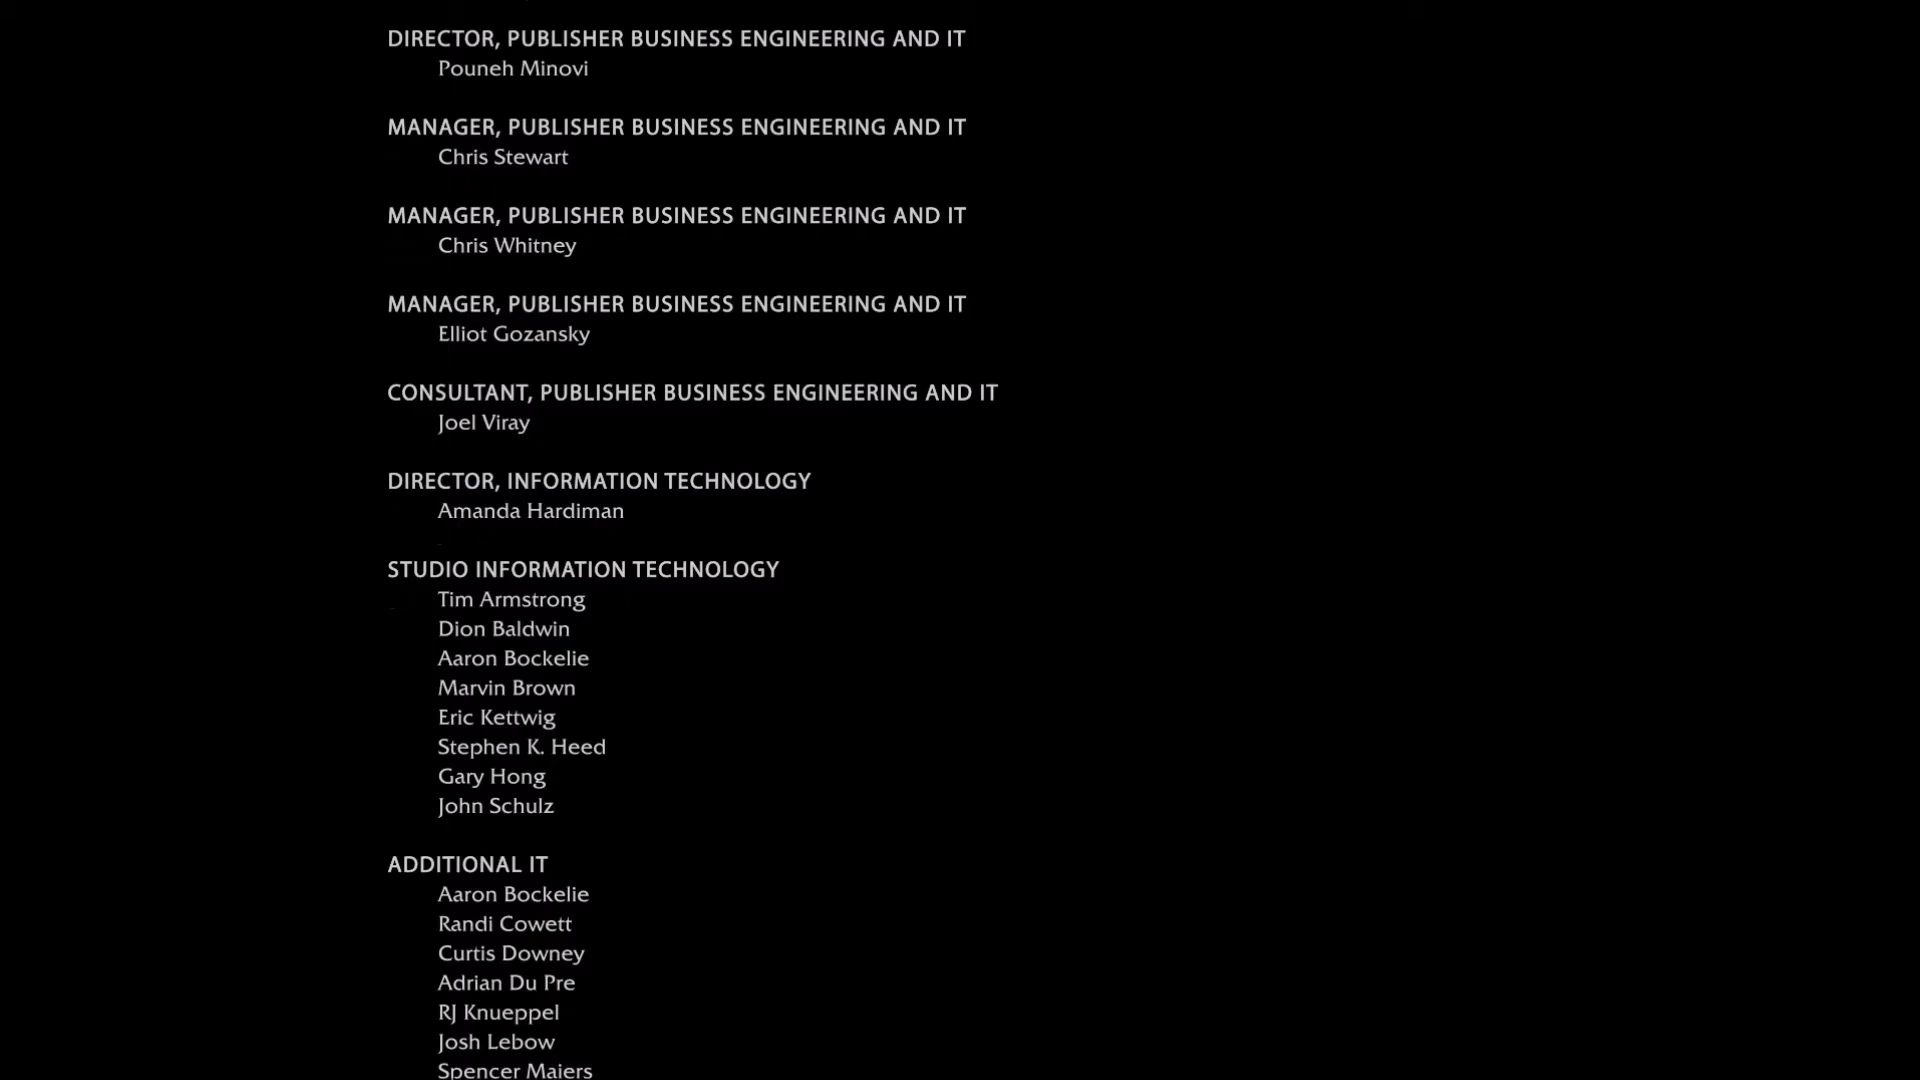 DIRECTOR, PUBLISHER BUSINESS ENGINEERING AND IT
Pouneh Minovi
MANAGER, PUBLISHER BUSINESS ENGINEERING AND IT
Chris Stewart
MANAGER, PUBLISHER BUSINESS ENGINEERING AND IT
Chris Whitney
MANAGER, PUBLISHER BUSINESS ENGINEERING AND IT
Elliot Gozansky
CONSULTANT, PUBLISHER BUSINESS ENGINEERING AND IT
Joel Viray
DIRECTOR, INFORMATION TECHNOLOGY
Amanda Hardiman
STUDIO INFORMATION TECHNOLOGY
Tim Armstrong
Dion Baldwin
Aaron Bockelie
Marvin Brown
Eric Kettwig
Stephen K. Heed
Gary Hong
John Schulz
ADDITIONAL IT
Aaron Bockelie
Randi Cowett
Curtis Downey
Adrian Du Pre
RJ Knueppel
Josh Lebow
Spencer Maiers